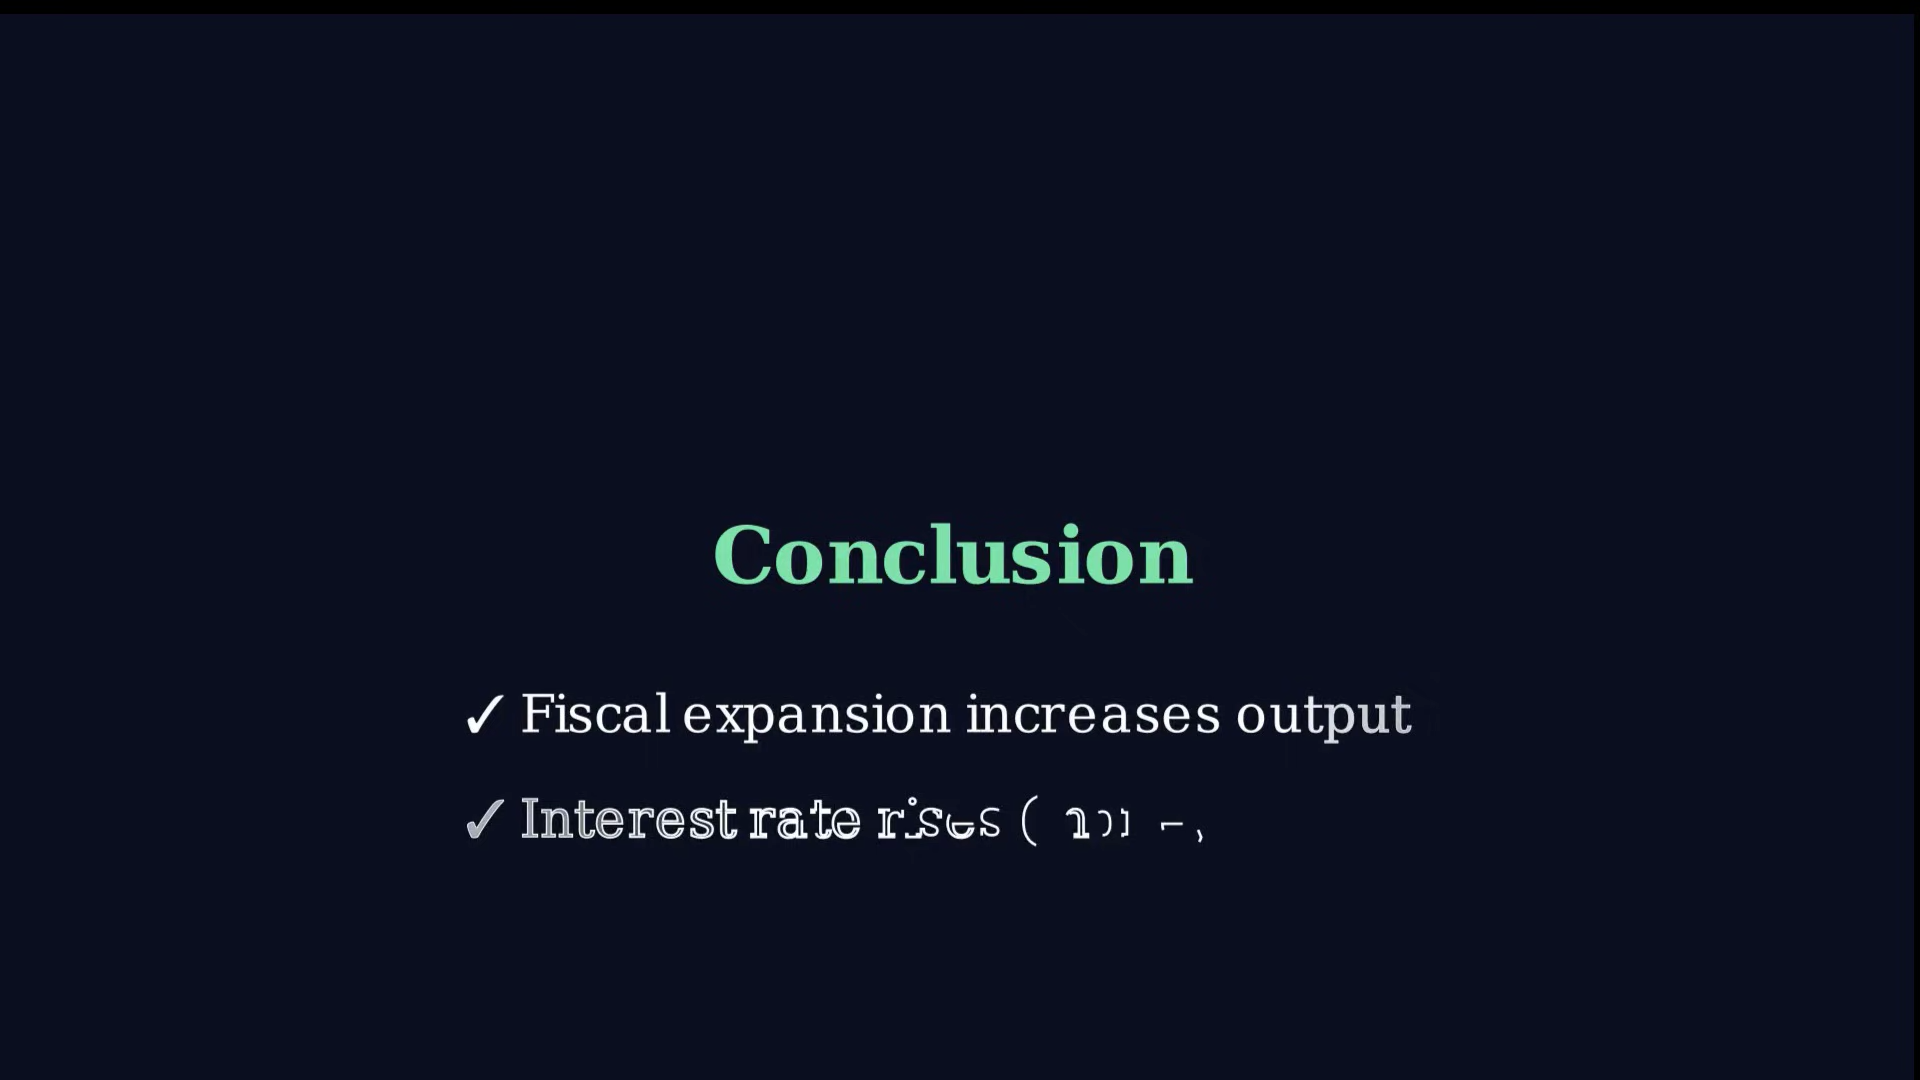 Conclusion
✓ Fiscal expansion increases output
✓ Interest rate rises (